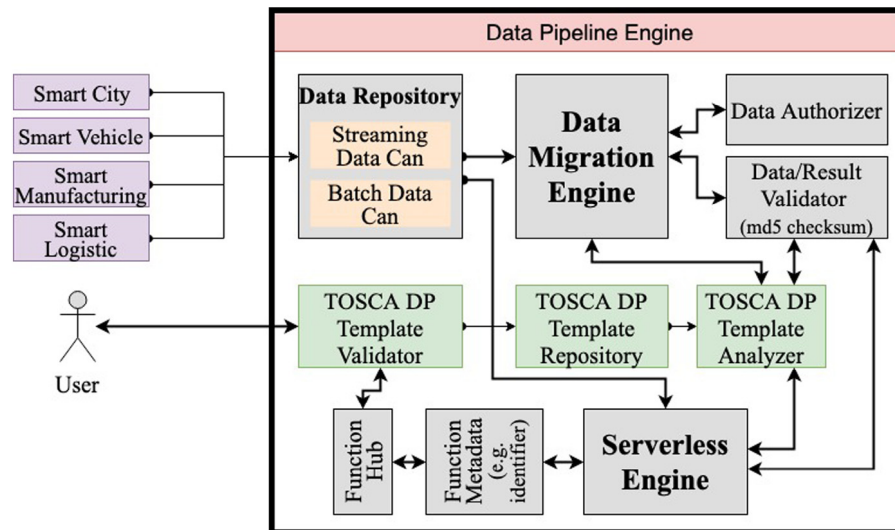 Data Pipeline Engine
Smart City
Smart Vehicle
Smart
Manufacturing
Smart
Logistic
Data Repository
Streaming
Data Can
Batch Data
Can
Data
Migration
Engine
Data Authorizer
Data/Result
Validator
(md5 checksum)
User
TOSCA DP
Template
Validator
TOSCA DP
Template
Repository
TOSCA DP
Template
Analyzer
Function
Hub
Function
Metadata
(e.g.
identifier)
Serverless
Engine